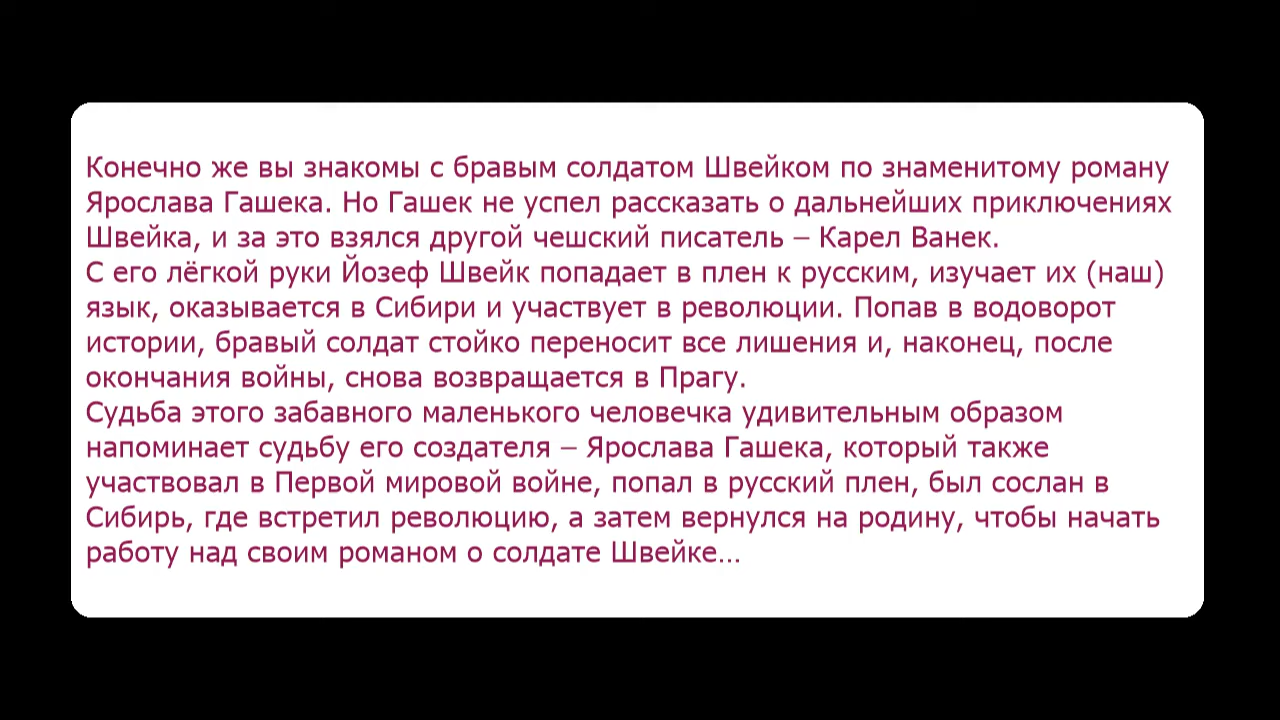 Конечно же вы знакомы с бравым солдатом Швейком по знаменитому роману
Ярослава Гашека. Но Гашек не успел рассказать о дальнейших приключениях
Швейка, и за это взялся другой чешский писатель – Карел Ванек.
С его лёгкой руки Йозеф Швейк попадает в плен к русским, изучает их (наш)
язык, оказывается в Сибири и участвует в революции. Попав в водоворот
истории, бравый солдат стойко переносит все лишения и, наконец, после
окончания войны, снова возвращается в Прагу.
Судьба этого забавного маленького человечка удивительным образом
напоминает судьбу его создателя – Ярослава Гашека, который также
участвовал в Первой мировой войне, попал в русский плен, был сослан в
Сибирь, где встретил революцию, а затем вернулся на родину, чтобы начать
работу над своим романом о солдате Швейке...